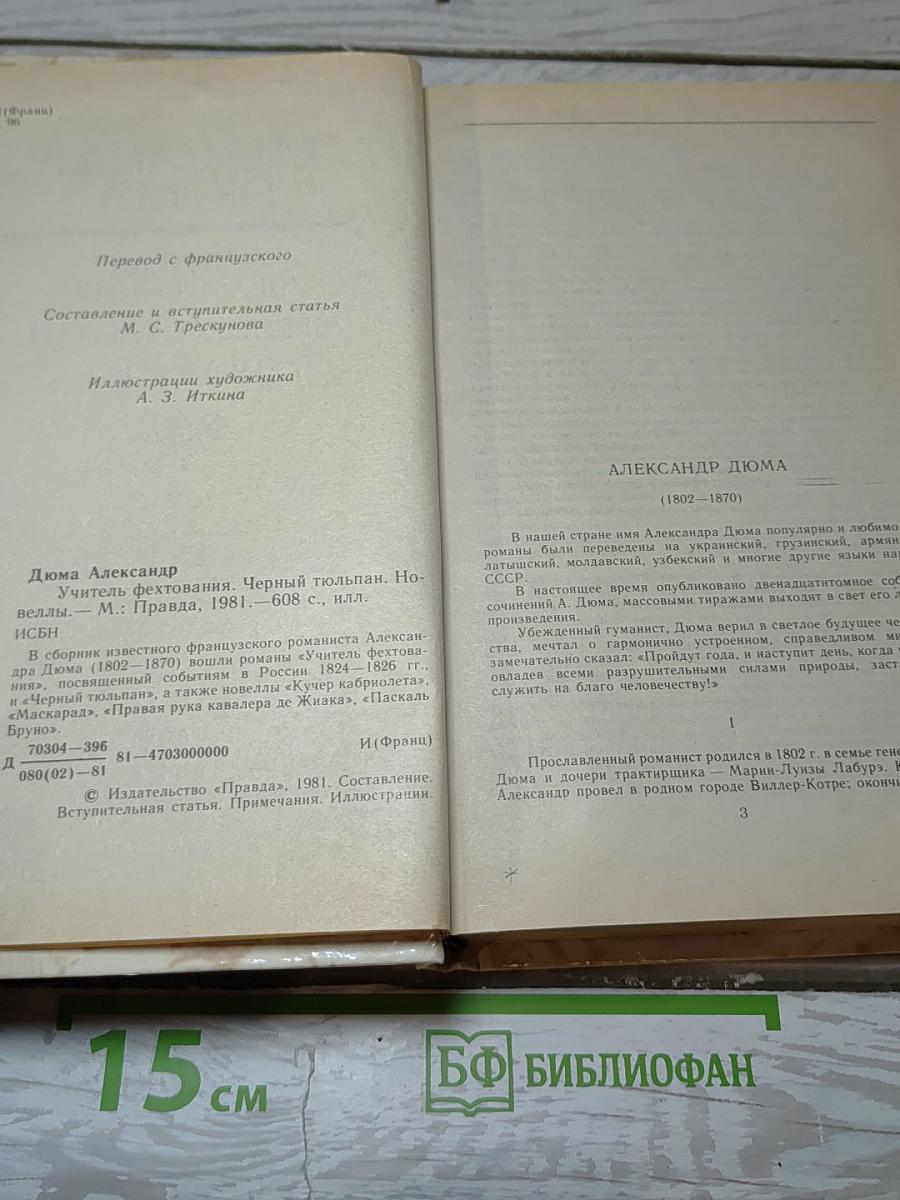 И(Франц)
96
Перевод с французского
Составление и вступительная статья
М. С. Трескунова
Иллюстрации художника
А. З. Иткина
Дюма Александр
Учитель фехтования. Черный тюльпан. Но-
веллы.— М.: Правда, 1981.—608 с., илл.
ИСБН
В сборник известного французского романиста Алексан-
дра Дюма (1802—1870) вошли романы «Учитель фехтова-
ния», посвященный событиям в России 1824—1826 гг.,
и «Черный тюльпан», а также новеллы «Кучер кабриолета»,
«Маскарад», «Правая рука кавалера де Жиака», «Паскаль
Бруно».
Д 70304—396
080(02)—81
81—4703000000
И(Франц)
© Издательство «Правда», 1981. Составление.
Вступительная статья. Примечания. Иллюстрации.
АЛЕКСАНДР ДЮМА
(1802—1870)
В нашей стране имя Александра Дюма популярно и любимо
романы были переведены на украинский, грузинский, армян
латышский, молдавский, узбекский и многие другие языки на
СССР.
В настоящее время опубликовано двенадцатитомное соб
сочинений А. Дюма, массовыми тиражами выходят в свет его л
произведения.
Убежденный гуманист, Дюма верил в светлое будущее че
ства, мечтал о гармонично устроенном, справедливом ми
замечательно сказал: «Пройдут года, и наступит день, когда ч
овладев всеми разрушительными силами природы, заст
служить на благо человечеству!»
I
Прославленный романист родился в 1802 г. в семье гене
Дюма и дочери трактирщика — Марии-Луизы Лабурэ.
Александр провел в родном городе Виллер-Котре; окончи
3
15 см
БФ БИБЛИОФАН